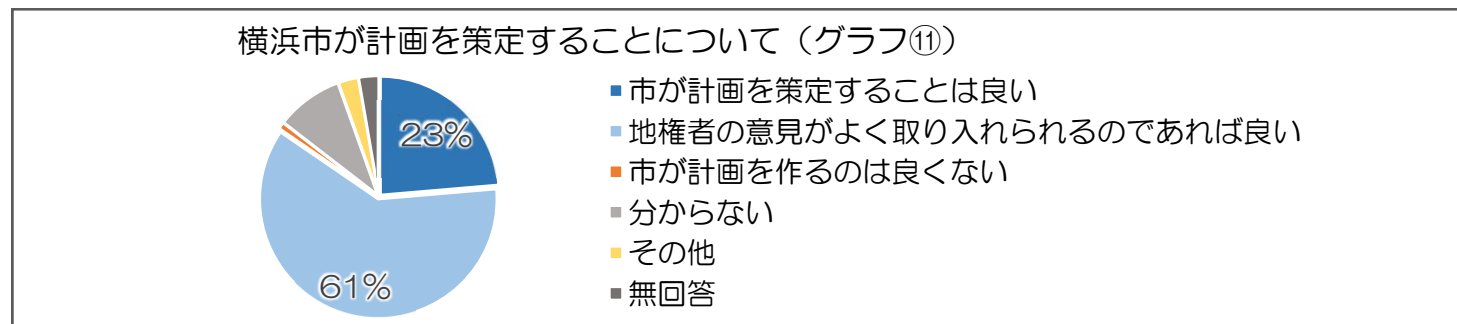 横浜市が計画を策定することについて（グラフ⑪）
市が計画を策定することは良い
23%
地権者の意見がよく取り入れられるのであれば良い
市が計画を作るのは良くない
分からない
その他
61%
無回答